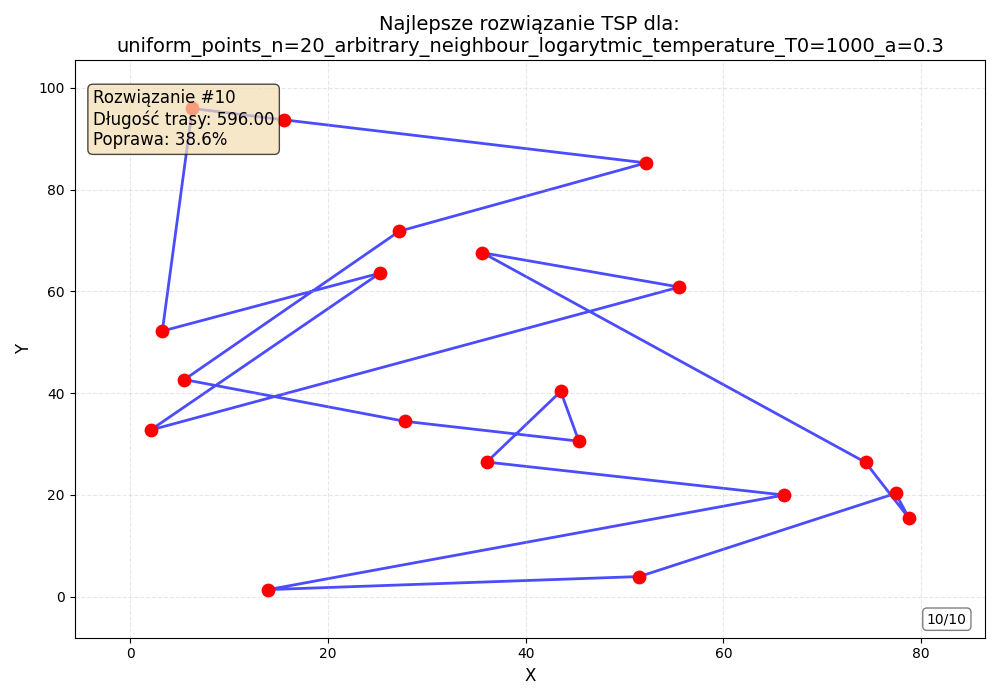 Najlepsze rozwiązanie TSP dla:
uniform_points_n=20_arbitrary_neighbour_logarytmic_temperature_T0=1000_a=0.3
Rozwiązanie #10
Długość trasy: 596.00
Poprawa: 38.6%
100
80
60
40
20
0
Y
0 20 40 60 80
X
10/10